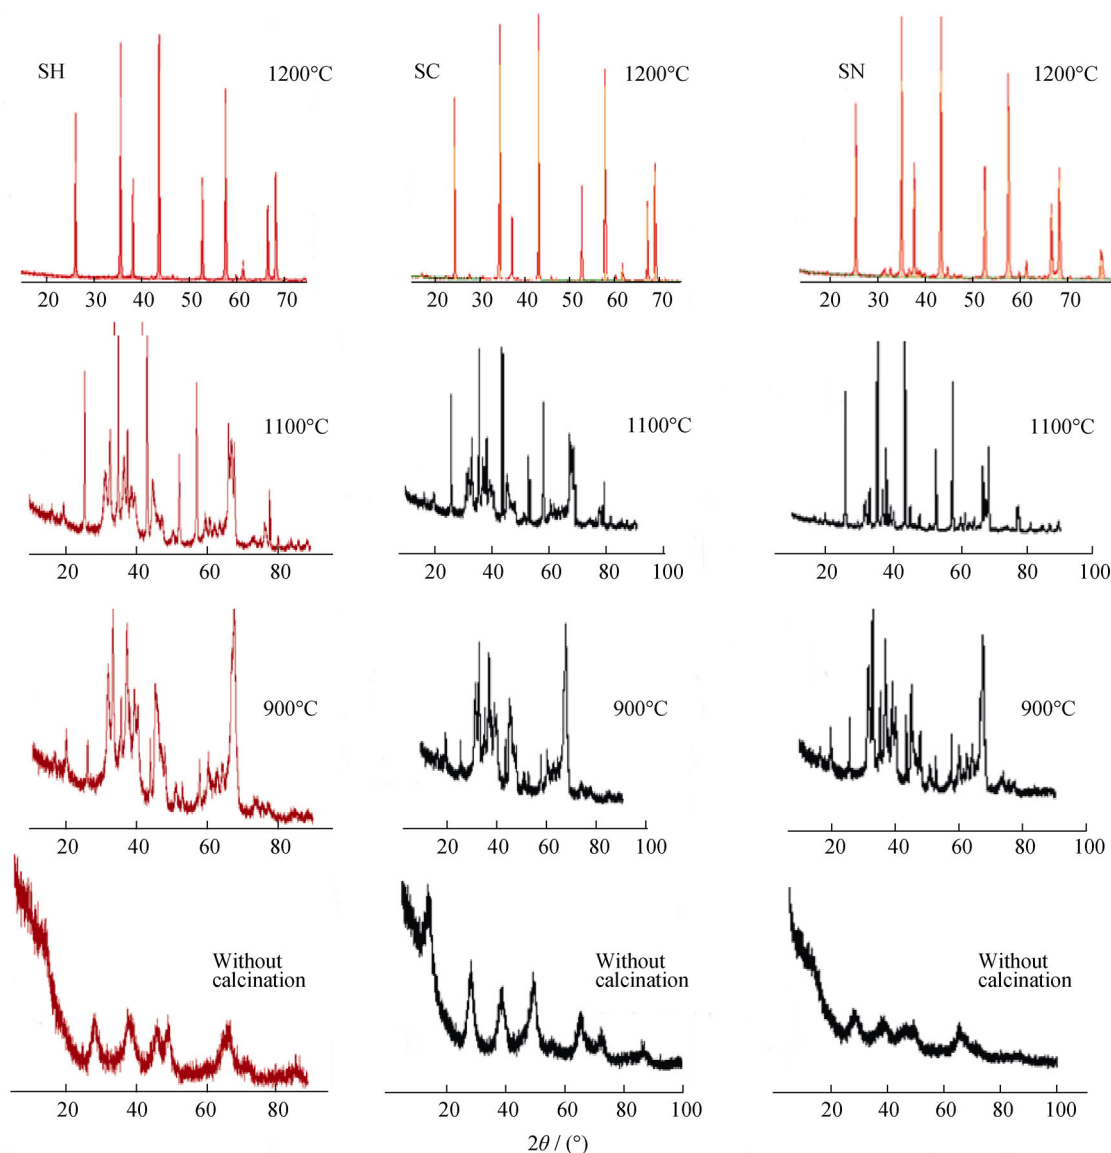 SH 1200°C SC 1200°C SN 1200°C
20 30 40 50 60 70 20 30 40 50 60 70 20 30 40 50 60 70
1100°C 1100°C 1100°C
20 40 60 80 20 40 60 80 100 20 40 60 80 100
900°C 900°C 900°C
20 40 60 80 20 40 60 80 100 20 40 60 80 100
Without Without Without
calcination calcination calcination
20 40 60 80 20 40 60 80 100 20 40 60 80 100
2θ / (°)